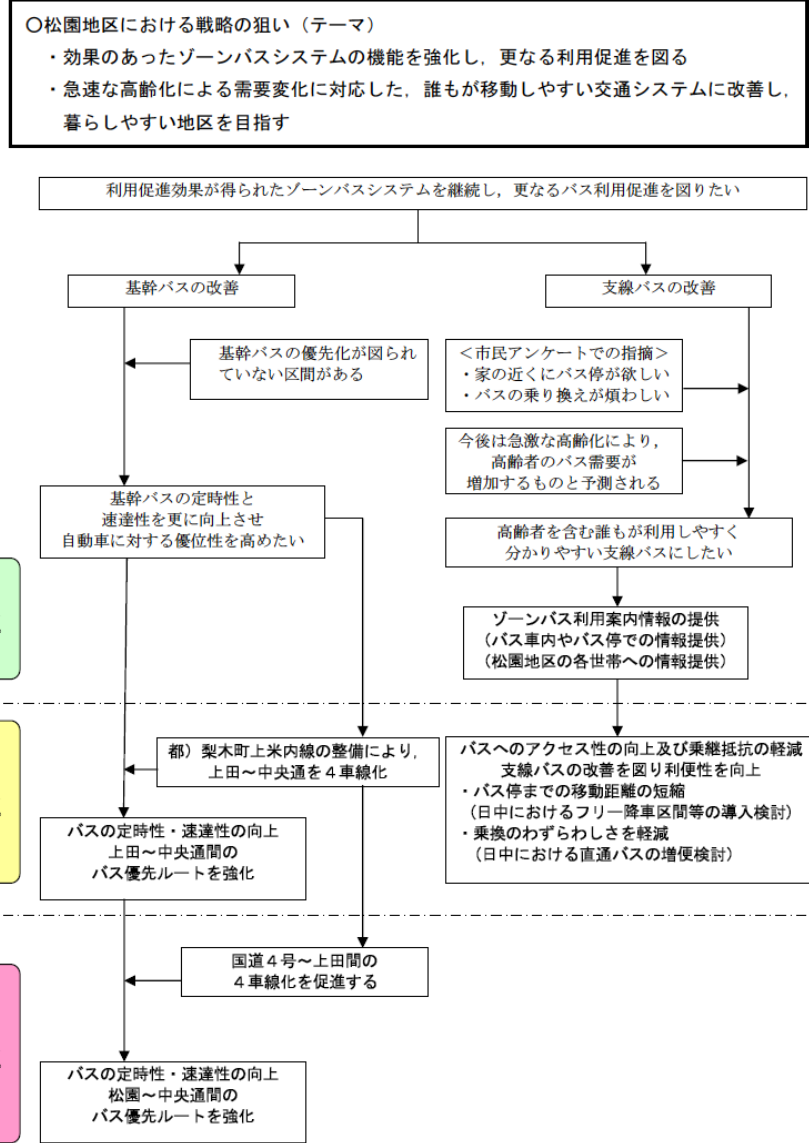 〇松園地区における戦略の狙い（テーマ）
・効果のあったゾーンバスシステムの機能を強化し，更なる利用促進を図る
・急速な高齢化による需要変化に対応した，誰もが移動しやすい交通システムに改善し，
暮らしやすい地区を目指す
利用促進効果が得られたゾーンバスシステムを継続し，更なるバス利用促進を図りたい
基幹バスの改善
支線バスの改善
基幹バスの優先化が図られ
ていない区間がある
＜市民アンケートでの指摘＞
・家の近くにバス停が欲しい
・バスの乗り換えが煩わしい
今後は急激な高齢化により，
高齢者のバス需要が
増加するものと予測される
基幹バスの定時性と
速達性を更に向上させ
自動車に対する優位性を高めたい
高齢者を含む誰もが利用しやすく
分かりやすい支線バスにしたい
ゾーンバス利用案内情報の提供
（バス車内やバス停での情報提供）
（松園地区の各世帯への情報提供）
都）梨木町上米内線の整備により，
上田～中央通を４車線化
バスへのアクセス性の向上及び乗継抵抗の軽減
支線バスの改善を図り利便性を向上
・バス停までの移動距離の短縮
（日中におけるフリー降車区間等の導入検討）
・乗換のわずらわしさを軽減
（日中における直通バスの増便検討）
バスの定時性・速達性の向上
上田～中央通間の
バス優先ルートを強化
国道４号～上田間の
４車線化を促進する
バスの定時性・速達性の向上
松園～中央通間の
バス優先ルートを強化